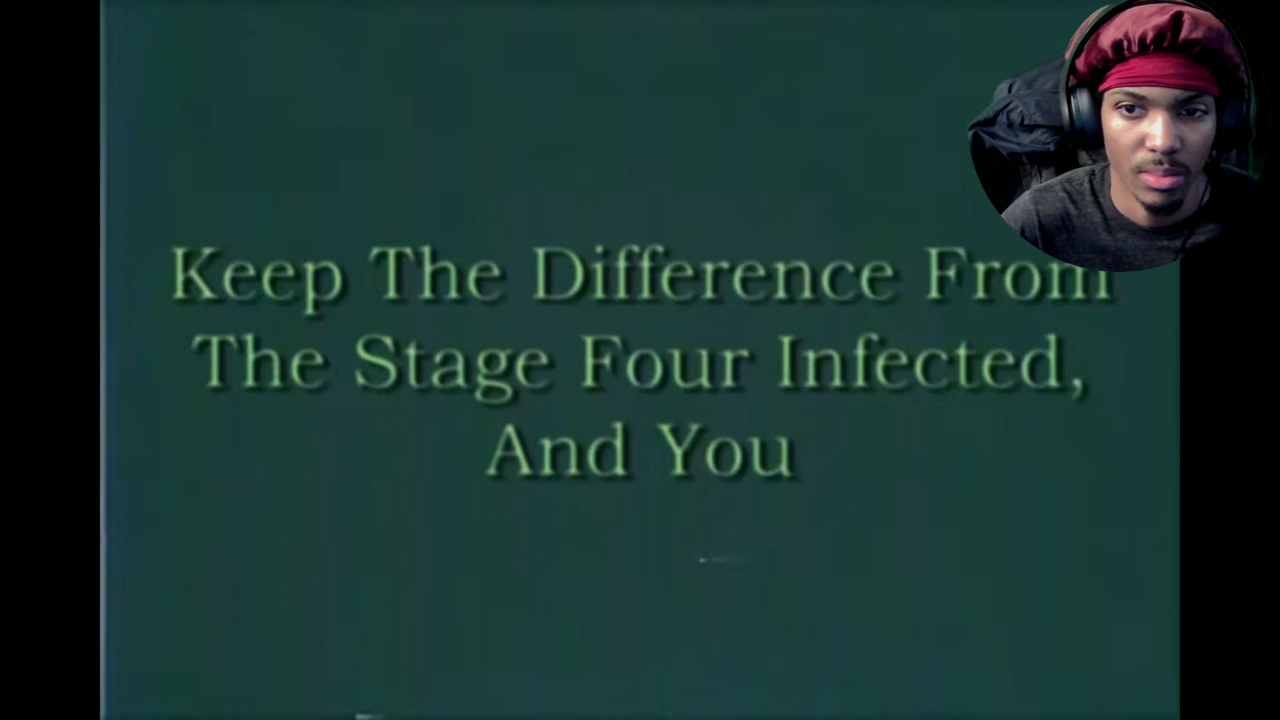 Keep The Difference From
The Stage Four Infected,
And You